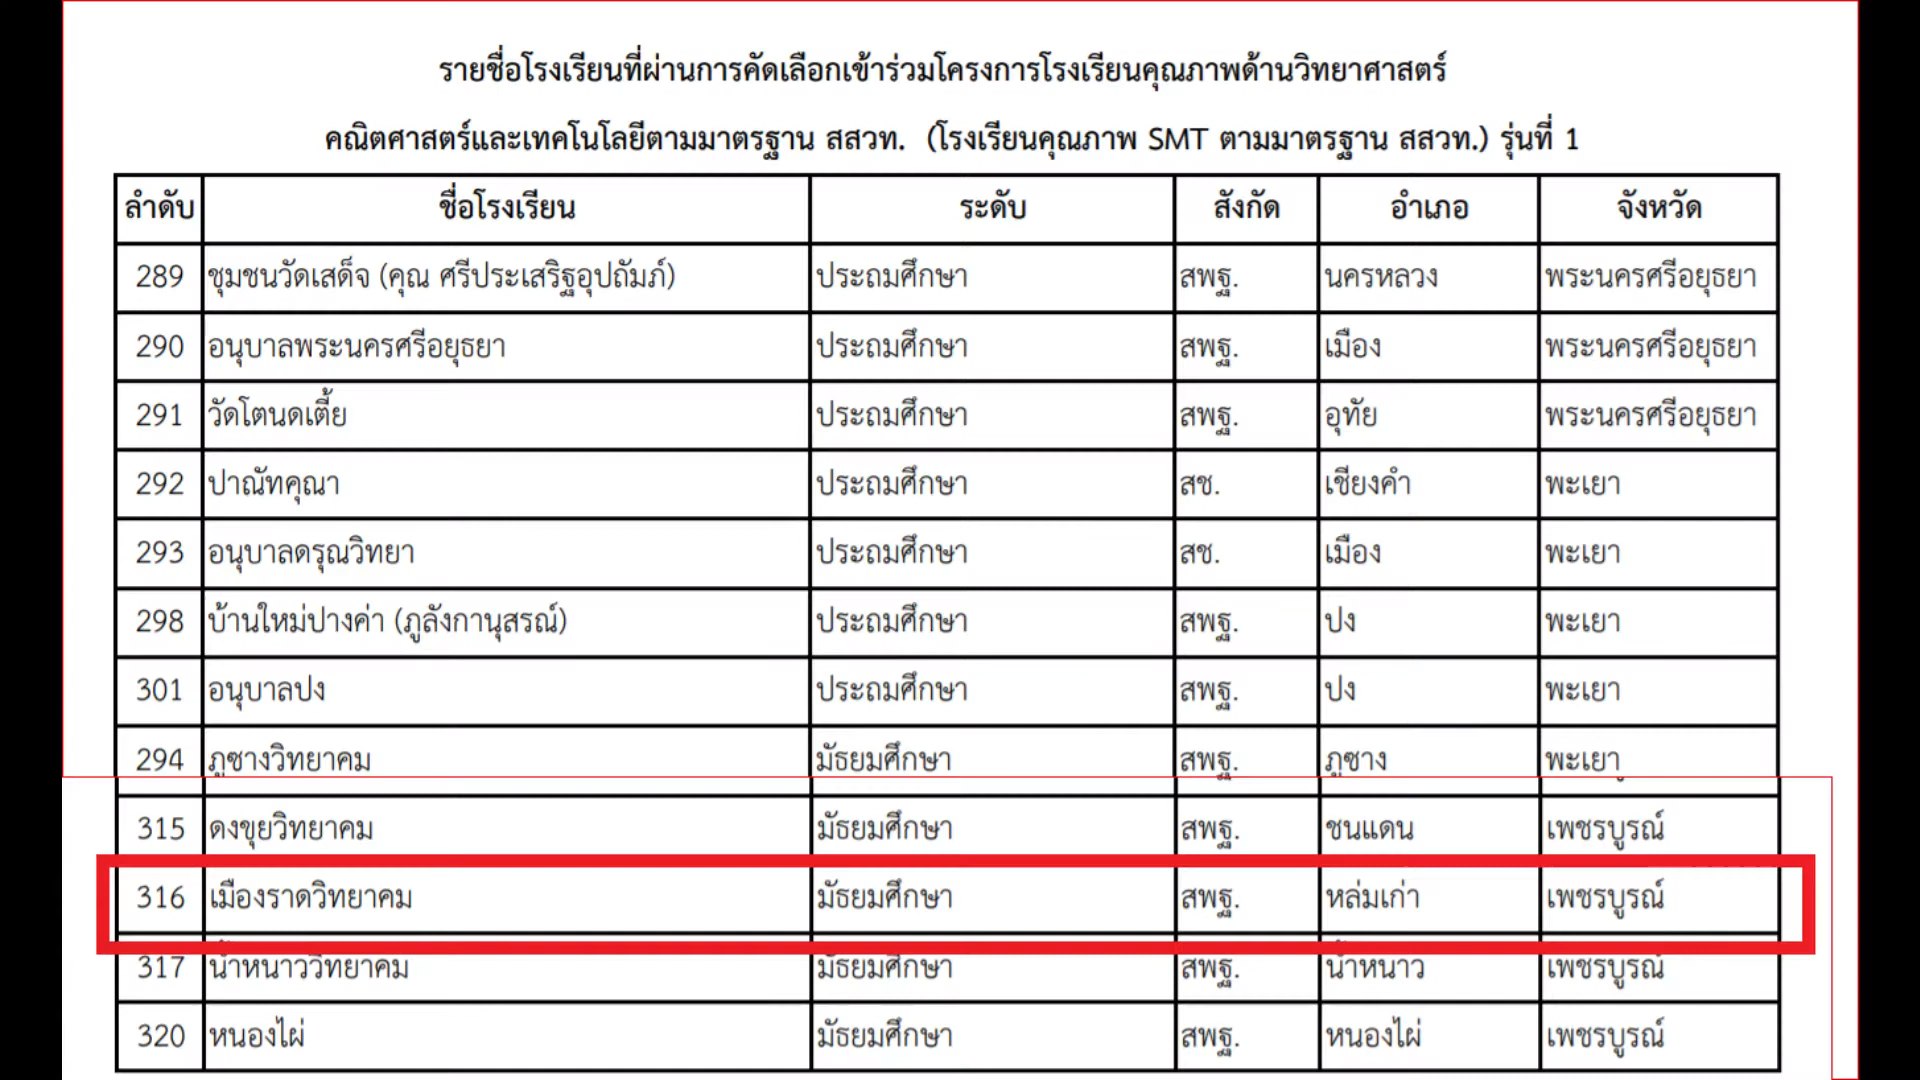 รายชื่อโรงเรียนที่ผ่านการคัดเลือกเข้าร่วมโครงการโรงเรียนคุณภาพด้านวิทยาศาสตร์
คณิตศาสตร์และเทคโนโลยีตามมาตรฐาน สสวท. (โรงเรียนคุณภาพ SMT ตามมาตรฐาน สสวท.) รุ่นที่ 1
ลำดับ ชื่อโรงเรียน ระดับ สังกัด อำเภอ จังหวัด
289 ชุมชนวัดเสด็จ (คุณ ศรีประเสริฐอุปถัมภ์) ประถมศึกษา สพฐ. นครหลวง พระนครศรีอยุธยา
290 อนุบาลพระนครศรีอยุธยา ประถมศึกษา สพฐ. เมือง พระนครศรีอยุธยา
291 วัดโตนดเตี้ย ประถมศึกษา สพฐ. อุทัย พระนครศรีอยุธยา
292 ปาณัทคุณา ประถมศึกษา สช. เชียงคำ พะเยา
293 อนุบาลดรุณวิทยา ประถมศึกษา สช. เมือง พะเยา
298 บ้านใหม่ปางค่า (ภูลังกานุสรณ์) ประถมศึกษา สพฐ. ปง พะเยา
301 อนุบาลปง ประถมศึกษา สพฐ. ปง พะเยา
294 ภูซางวิทยาคม มัธยมศึกษา สพฐ. ภูซาง พะเยา
315 ดงขุยวิทยาคม มัธยมศึกษา สพฐ. ชนแดน เพชรบูรณ์
316 เมืองราดวิทยาคม มัธยมศึกษา สพฐ. หล่มเก่า เพชรบูรณ์
317 น้ำหนาววิทยาคม มัธยมศึกษา สพฐ. น้ำหนาว เพชรบูรณ์
320 หนองไผ่ มัธยมศึกษา สพฐ. หนองไผ่ เพชรบูรณ์